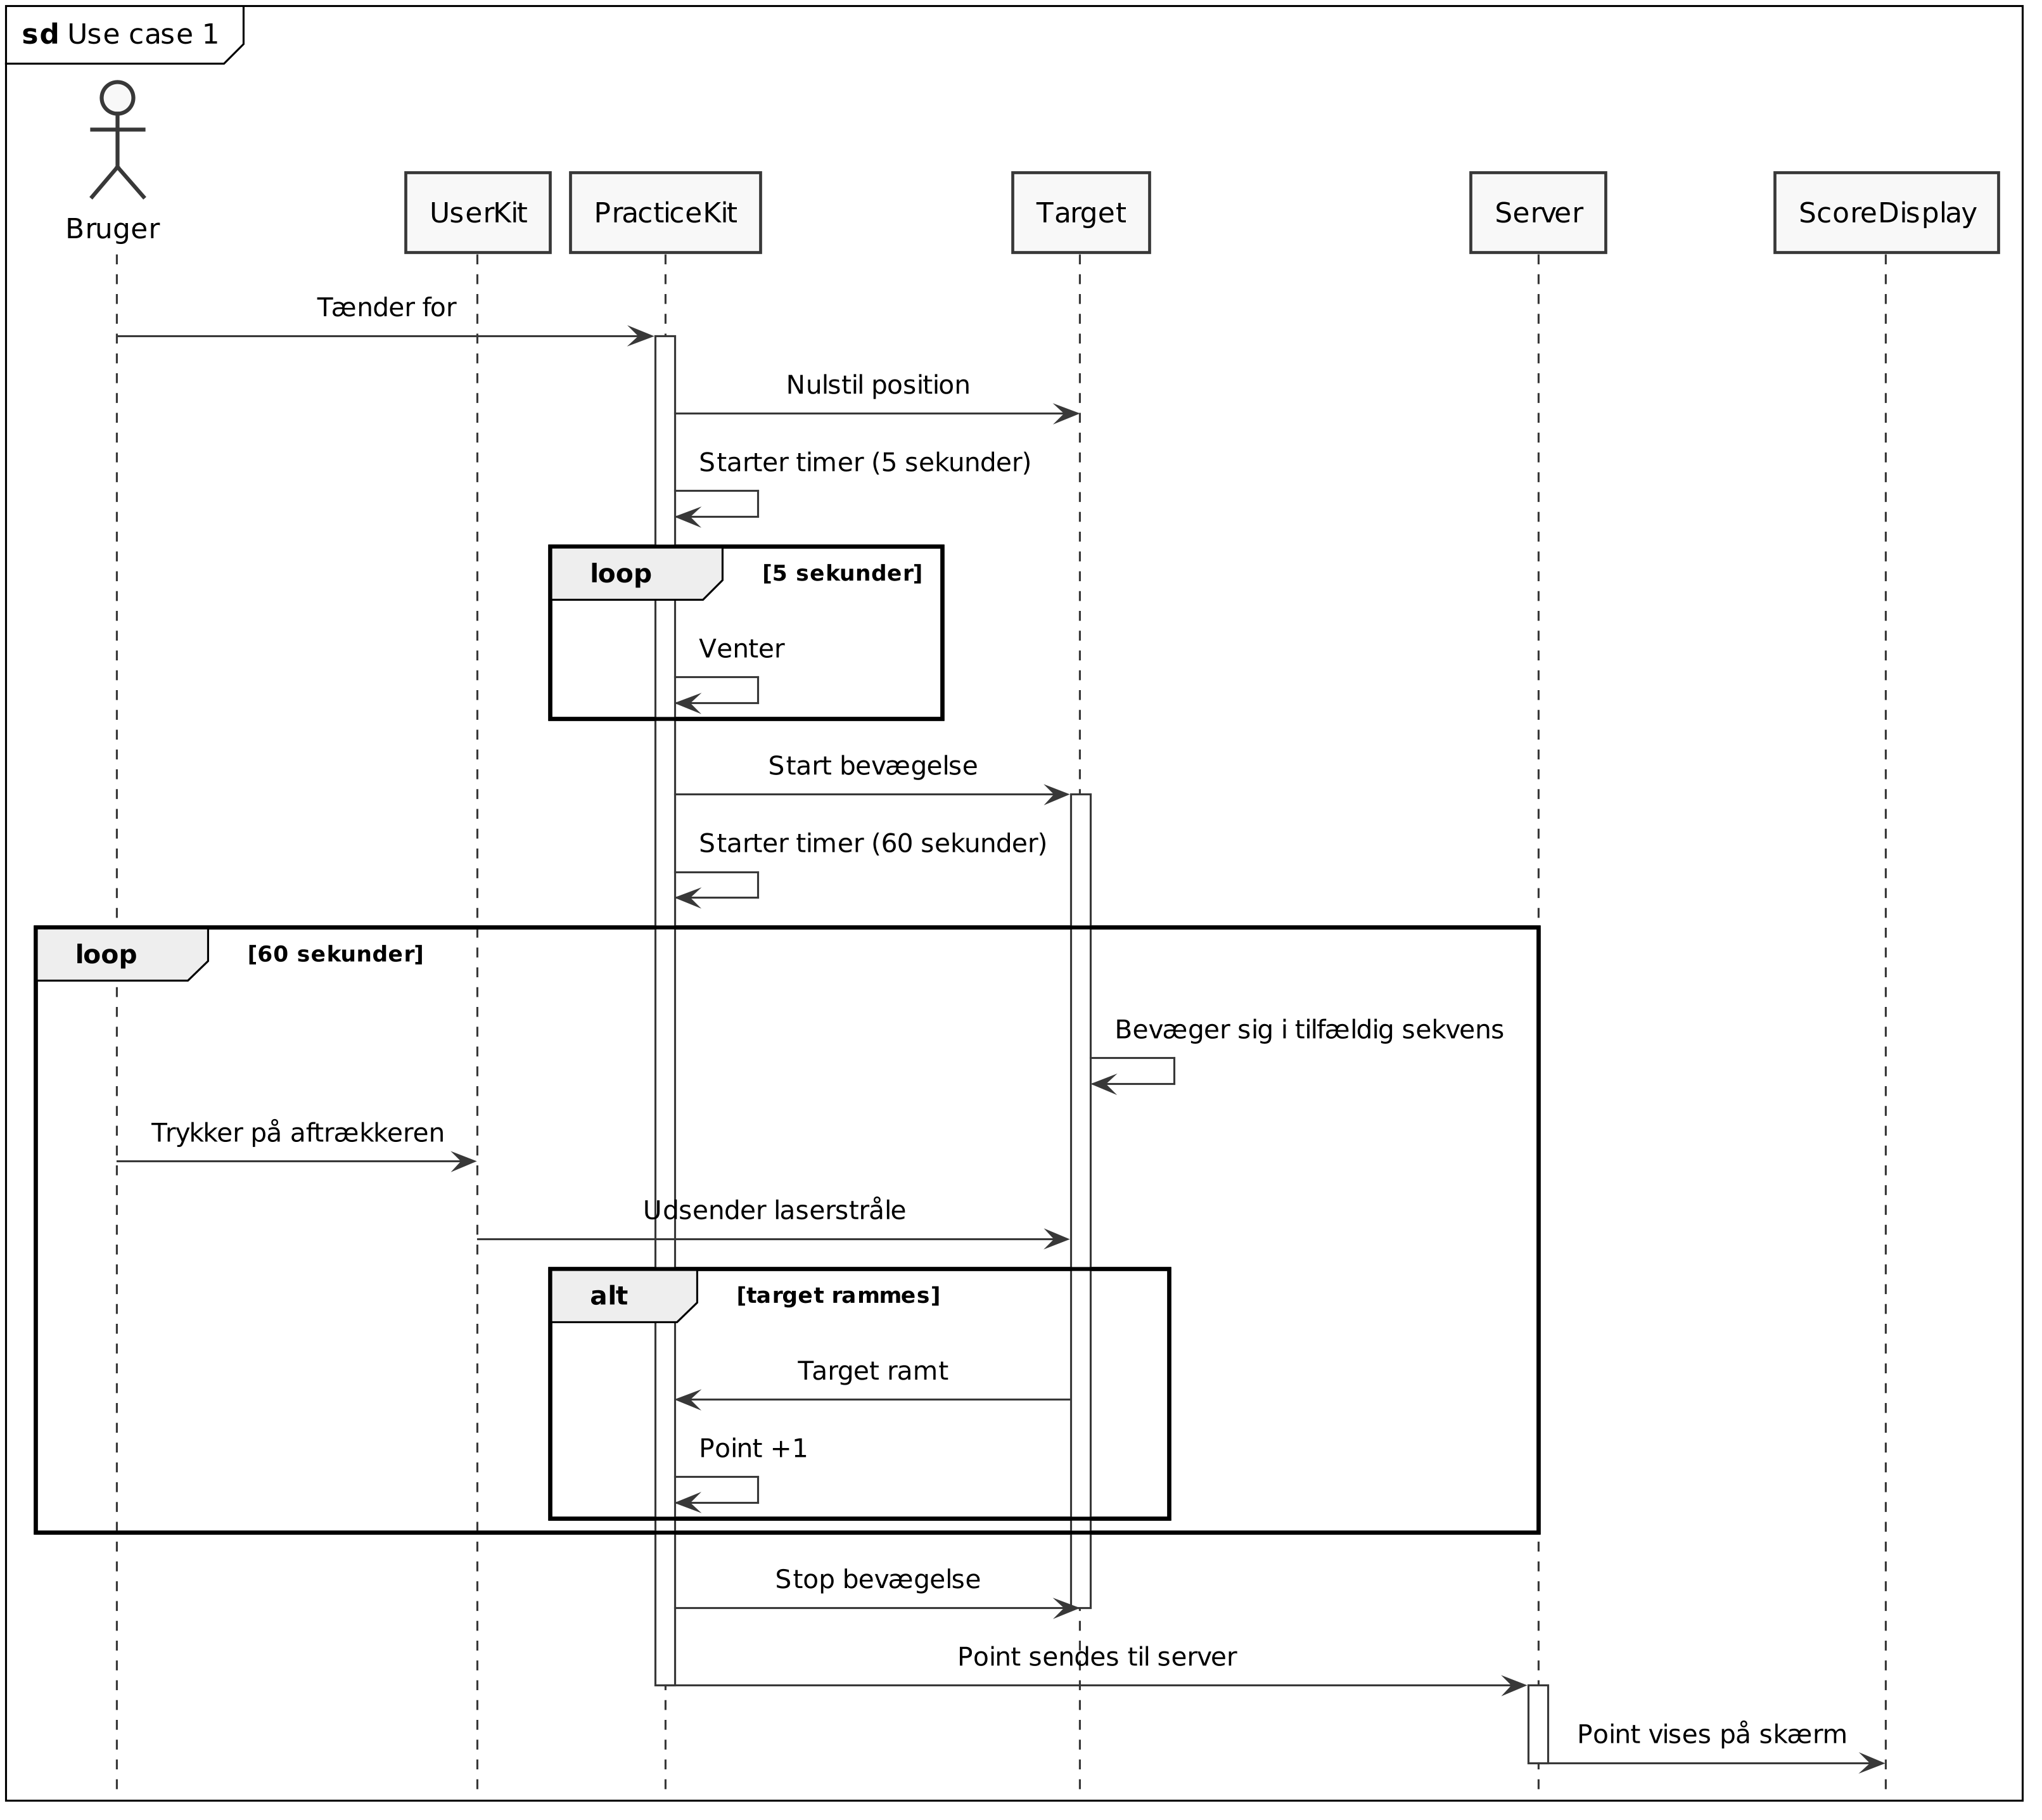 sd Use case 1
Bruger
UserKit
PracticeKit
Target
Server
ScoreDisplay
Tænder for
Nulstil position
Starter timer (5 sekunder)
loop [5 sekunder]
Venter
Start bevægelse
Starter timer (60 sekunder)
loop [60 sekunder]
Bevæger sig i tilfældig sekvens
Trykker på aftrækkeren
Udsender laserstråle
alt [target rammes]
Target ramt
Point +1
Stop bevægelse
Point sendes til server
Point vises på skærm